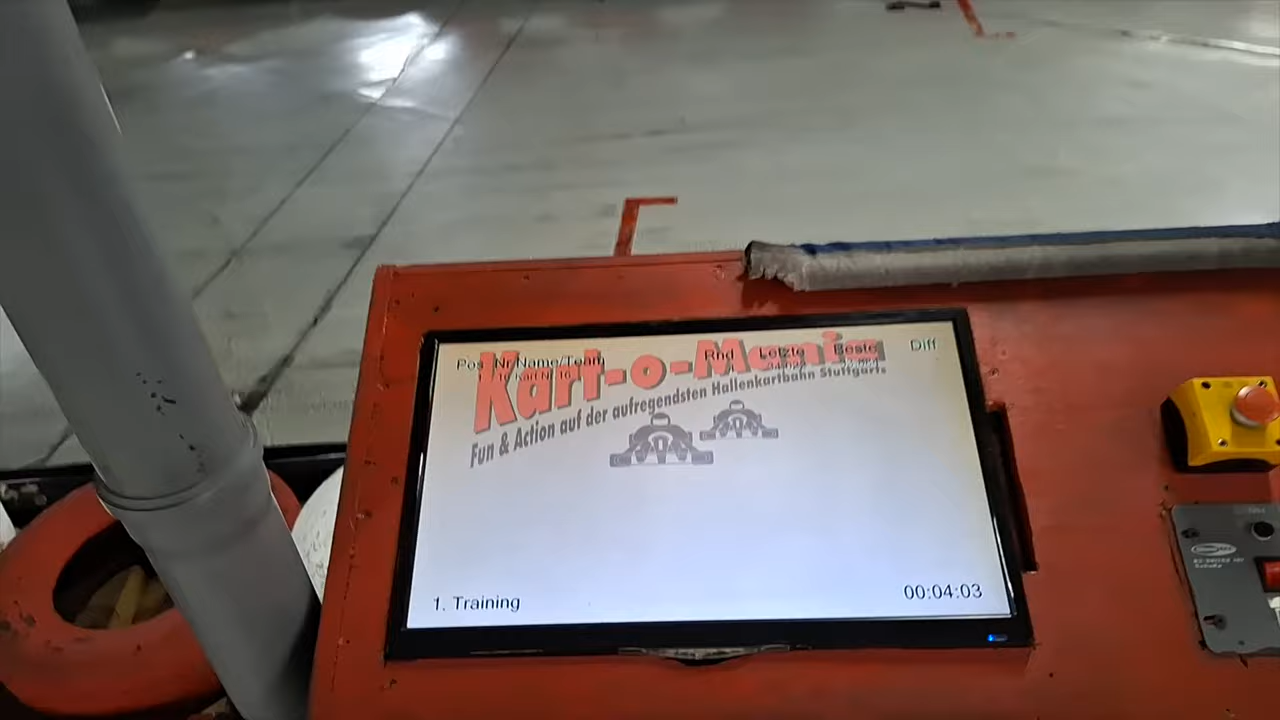 Pos Nr Name/Team Rnd Letzte Beste Diff
Kart-o-Mania
Fun & Action auf der aufregendsten Hallenkartbahn Stuttgarts
1. Training
00:04:03